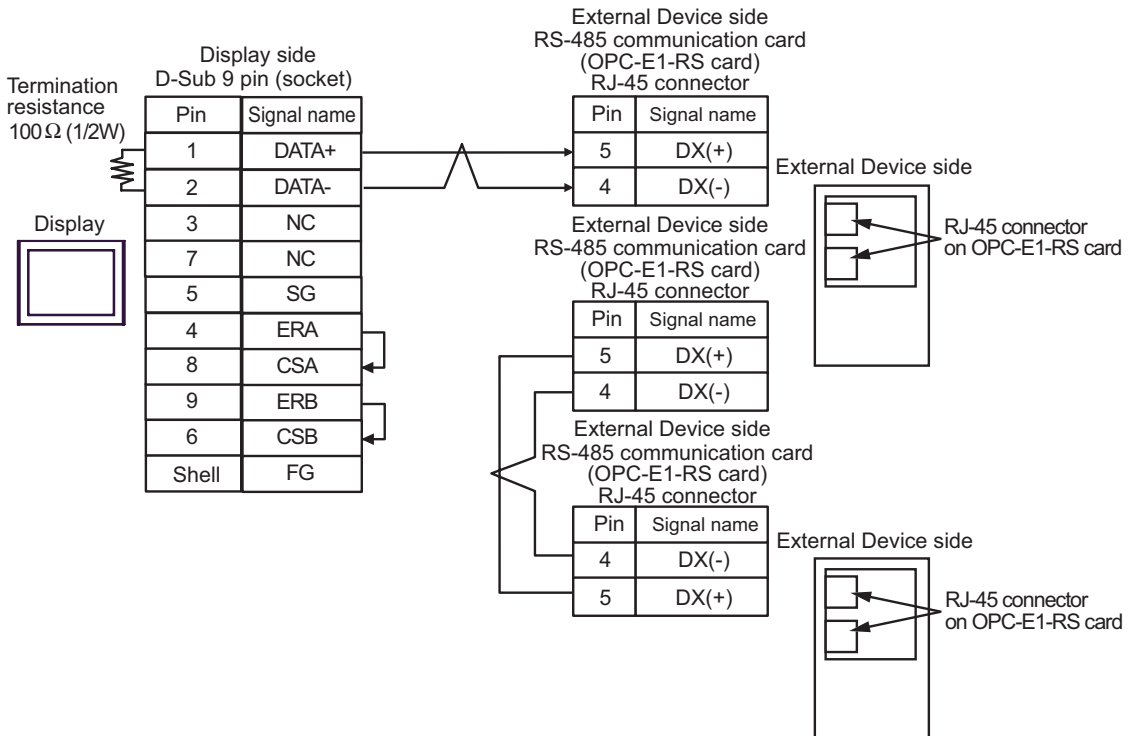 Termination
resistance
100Ω (1/2W)
Display
Display side
D-Sub 9 pin (socket)
Pin Signal name
1 DATA+
2 DATA-
3 NC
7 NC
5 SG
4 ERA
8 CSA
9 ERB
6 CSB
Shell FG
External Device side
RS-485 communication card
(OPC-E1-RS card)
RJ-45 connector
Pin Signal name
5 DX(+)
4 DX(-)
External Device side
RS-485 communication card
(OPC-E1-RS card)
RJ-45 connector
Pin Signal name
5 DX(+)
4 DX(-)
External Device side
RS-485 communication card
(OPC-E1-RS card)
RJ-45 connector
Pin Signal name
4 DX(-)
5 DX(+)
External Device side
RJ-45 connector
on OPC-E1-RS card
External Device side
RJ-45 connector
on OPC-E1-RS card